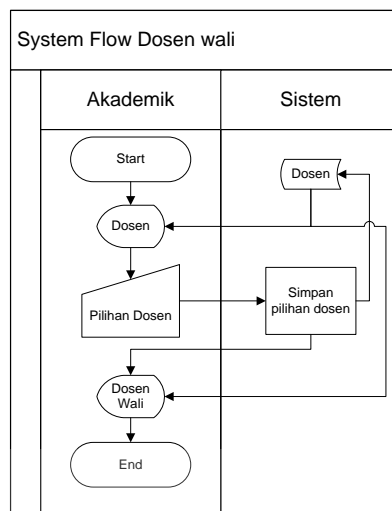 System Flow Dosen wali
Akademik
Sistem
Start
Dosen
Dosen
Pilihan Dosen
Simpan
pilihan dosen
Dosen
Wali
End